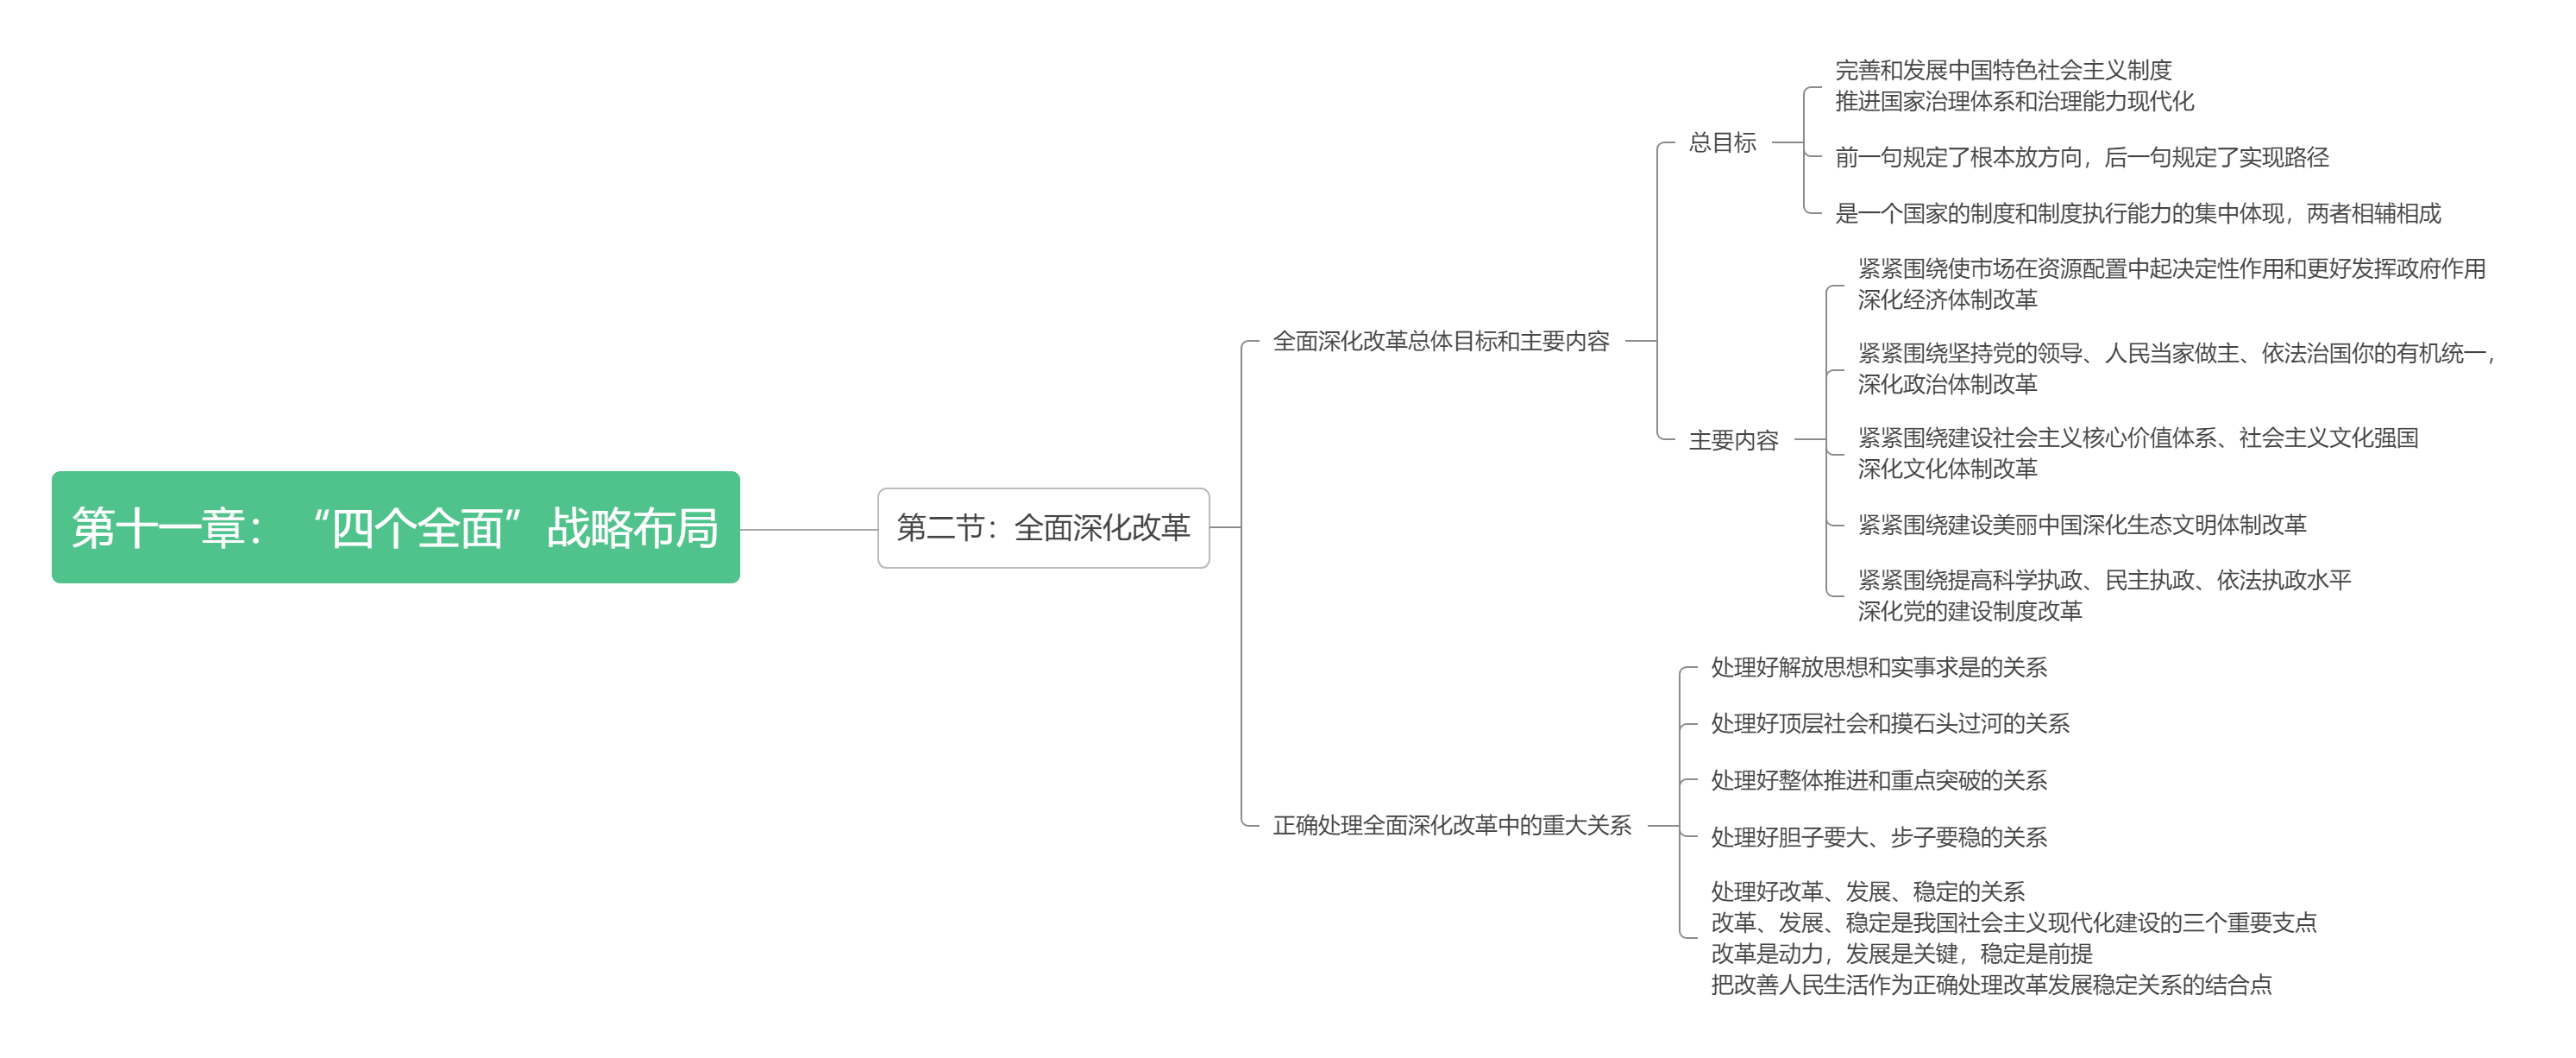 第十一章：“四个全面”战略布局
第二节：全面深化改革
全面深化改革总体目标和主要内容
总目标
完善和发展中国特色社会主义制度
推进国家治理体系和治理能力现代化
前一句规定了根本放方向，后一句规定了实现路径
是一个国家的制度和制度执行能力的集中体现，两者相辅相成
主要内容
紧紧围绕使市场在资源配置中起决定性作用和更好发挥政府作用
深化经济体制改革
紧紧围绕坚持党的领导、人民当家做主、依法治国你的有机统一，
深化政治体制改革
紧紧围绕建设社会主义核心价值体系、社会主义文化强国
深化文化体制改革
紧紧围绕建设美丽中国深化生态文明体制改革
紧紧围绕提高科学执政、民主执政、依法执政水平
深化党的建设制度改革
正确处理全面深化改革中的重大关系
处理好解放思想和实事求是的关系
处理好顶层社会和摸石头过河的关系
处理好整体推进和重点突破的关系
处理好胆子要大、步子要稳的关系
处理好改革、发展、稳定的关系
改革、发展、稳定是我国社会主义现代化建设的三个重要支点
改革是动力，发展是关键，稳定是前提
把改善人民生活作为正确处理改革发展稳定关系的结合点